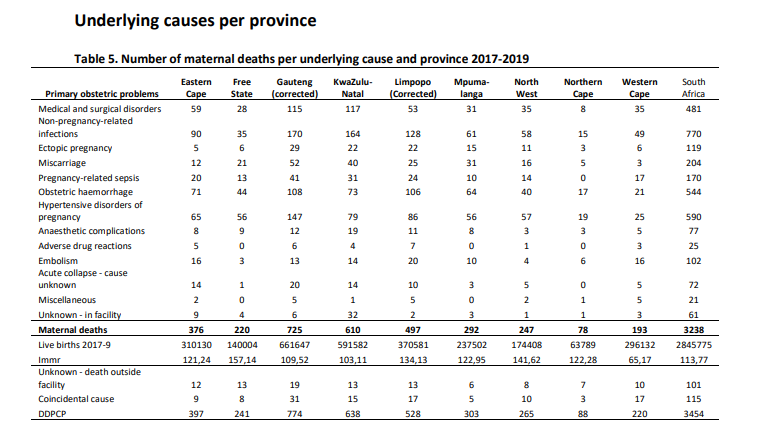 Underlying causes per province
Table 5. Number of maternal deaths per underlying cause and province 2017-2019
Primary obstetric problems Eastern Cape Free State Gauteng (corrected) KwaZulu-Natal Limpopo (Corrected) Mpuma-langa North West Northern Cape Western Cape South Africa
Medical and surgical disorders 59 28 115 117 53 31 35 8 35 481
Non-pregnancy-related
infections 90 35 170 164 128 61 58 15 49 770
Ectopic pregnancy 5 6 29 22 22 15 11 3 6 119
Miscarriage 12 21 52 40 25 31 16 5 3 204
Pregnancy-related sepsis 20 13 41 31 24 10 14 0 17 170
Obstetric haemorrhage 71 44 108 73 106 64 40 17 21 544
Hypertensive disorders of
pregnancy 65 56 147 79 86 56 57 19 25 590
Anaesthetic complications 8 9 12 19 11 8 3 3 5 77
Adverse drug reactions 5 0 6 4 7 0 1 0 3 25
Embolism 16 3 13 14 20 10 4 6 16 102
Acute collapse - cause
unknown 14 1 20 14 10 3 5 0 5 72
Miscellaneous 2 0 5 1 5 0 2 1 5 21
Unknown - in facility 9 4 6 32 2 3 1 1 3 61
Maternal deaths 376 220 725 610 497 292 247 78 193 3238
Live births 2017-9 310130 140004 661647 591582 370581 237502 174408 63789 296132 2845775
Immr 121,24 157,14 109,52 103,11 134,13 122,95 141,62 122,28 65,17 113,77
Unknown - death outside
facility 12 13 19 13 13 6 8 7 10 101
Coincidental cause 9 8 31 15 17 5 10 3 17 115
DDPCP 397 241 774 638 528 303 265 88 220 3454